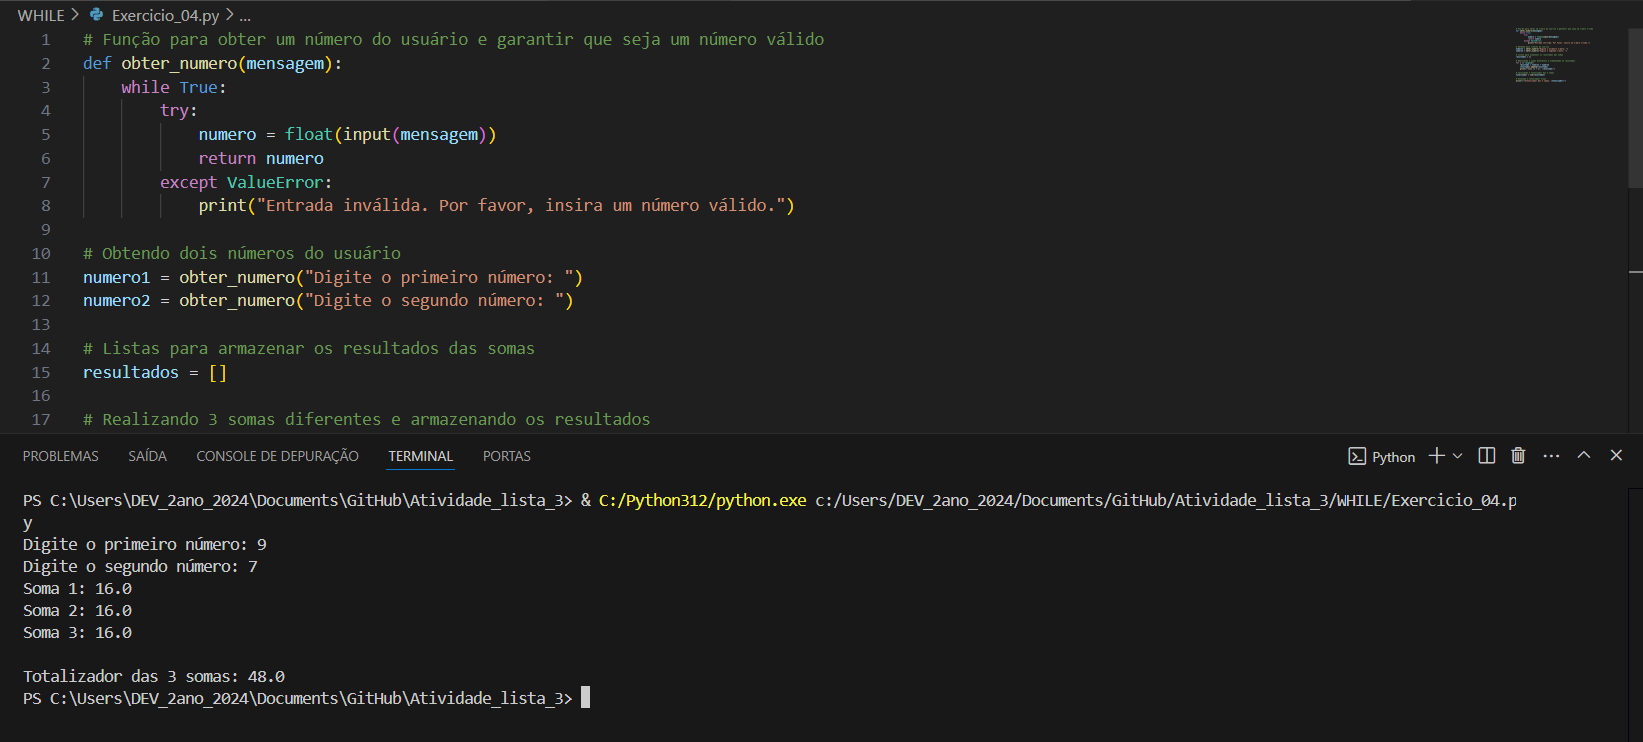 WHILE > Exercicio_04.py > ...
1 # Função para obter um número do usuário e garantir que seja um número válido
2 def obter_numero(mensagem):
3     while True:
4         try:
5             numero = float(input(mensagem))
6             return numero
7         except ValueError:
8             print("Entrada inválida. Por favor, insira um número válido.")
9
10 # Obtendo dois números do usuário
11 numero1 = obter_numero("Digite o primeiro número: ")
12 numero2 = obter_numero("Digite o segundo número: ")
13
14 # Listas para armazenar os resultados das somas
15 resultados = []
16
17 # Realizando 3 somas diferentes e armazenando os resultados
PROBLEMAS SAÍDA CONSOLE DE DEPURAÇÃO TERMINAL PORTAS Python
PS C:\Users\DEV_2ano_2024\Documents\GitHub\Atividade_lista_3> & C:/Python312/python.exe c:/Users/DEV_2ano_2024/Documents/GitHub/Atividade_lista_3/WHILE/Exercicio_04.p
y
Digite o primeiro número: 9
Digite o segundo número: 7
Soma 1: 16.0
Soma 2: 16.0
Soma 3: 16.0
Totalizador das 3 somas: 48.0
PS C:\Users\DEV_2ano_2024\Documents\GitHub\Atividade_lista_3>